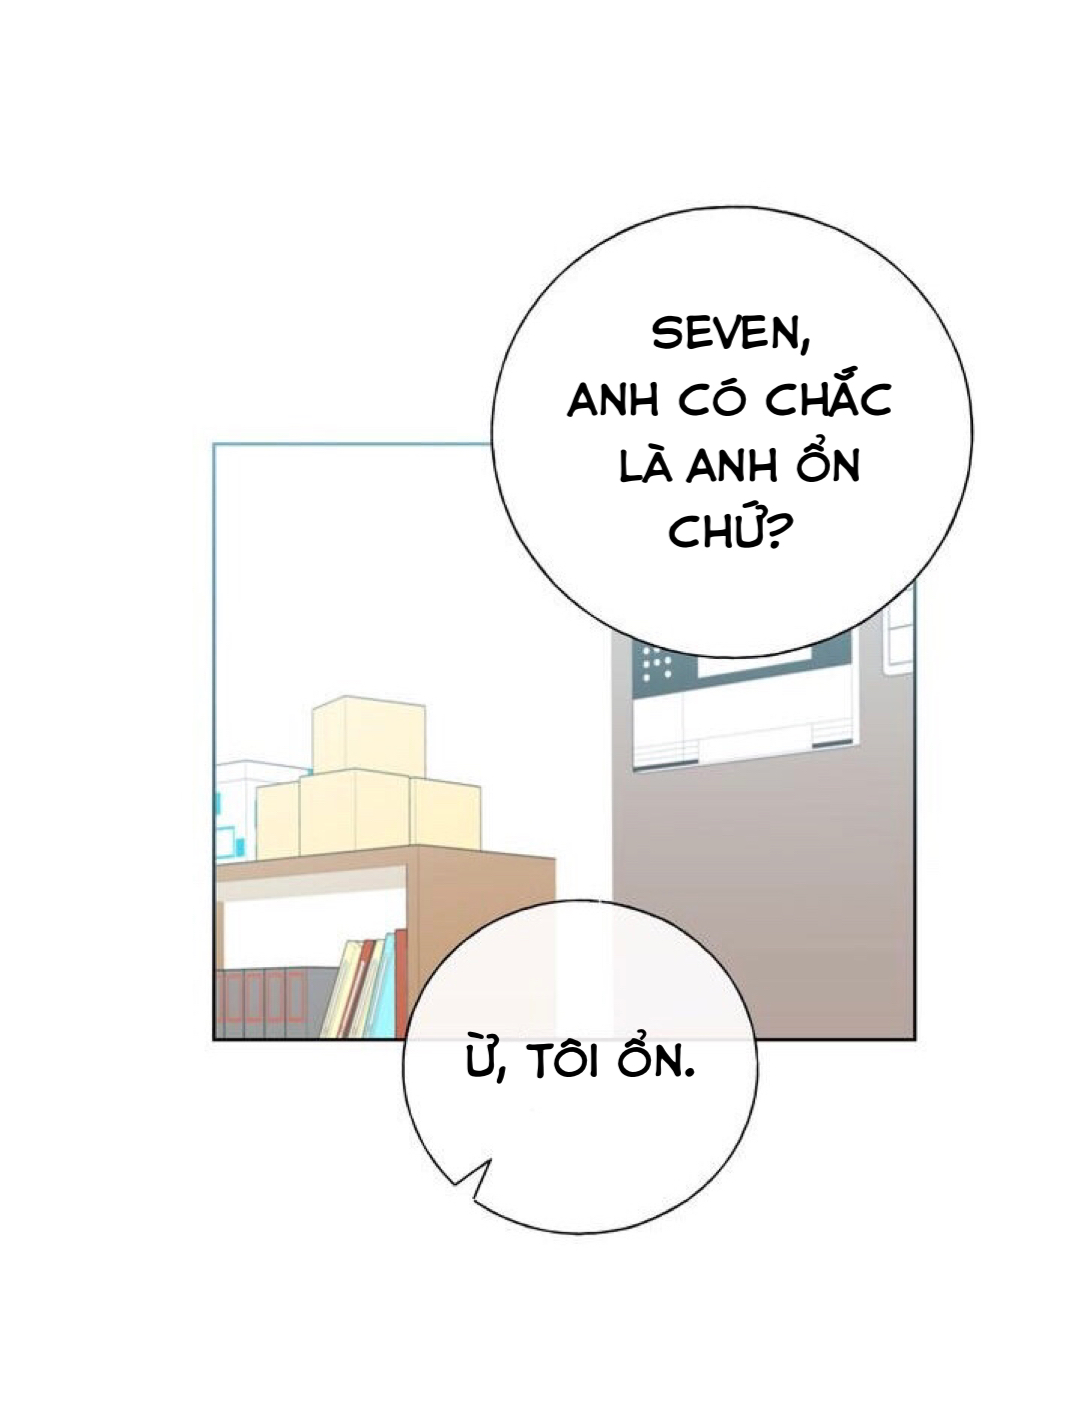 SEVEN,
ANH CÓ CHẮC
LÀ ANH ỔN
CHỨ?
Ừ, TÔI ỔN.